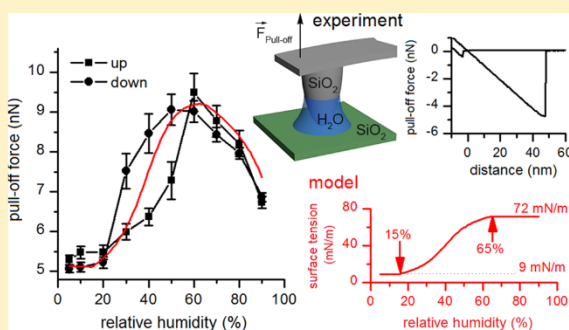 up
down
pull-off force (nN)
10
9
8
7
6
5
0 20 40 60 80 100
relative humidity (%)
F⃗Pull-off
experiment
SiO2
H2O
SiO2
pull-off force (nN)
0
-2
-4
-6
0 10 20 30 40 50
distance (nm)
model
surface tension
(mN/m)
80
40
0
15%
65%
72 mN/m
9 mN/m
0 20 40 60 80 100
relative humidity (%)